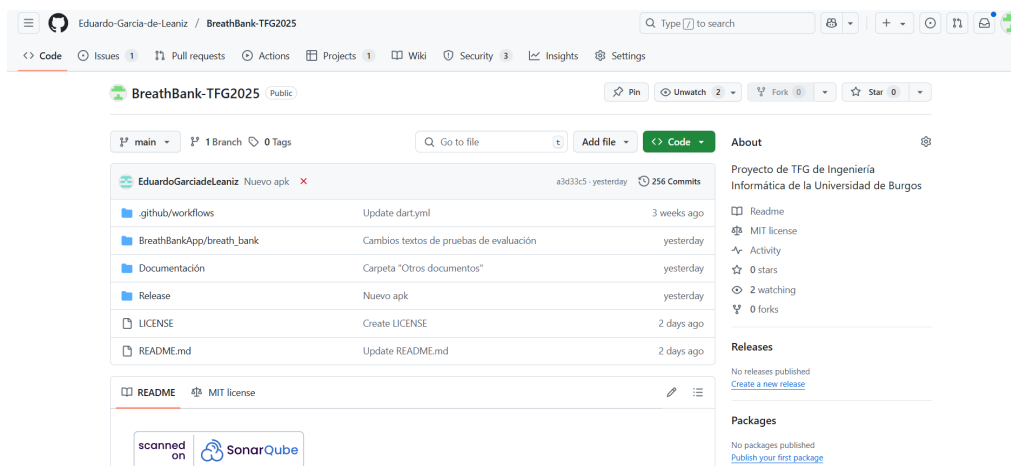 Eduardo-Garcia-de-Leaniz / BreathBank-TFG2025
Type / to search
<> Code Issues 1 Pull requests Actions Projects 1 Wiki Security 3 Insights Settings
BreathBank-TFG2025 Public
Pin Unwatch 2 Fork 0 Star 0
main 1 Branch 0 Tags Go to file t Add file <> Code
EduardoGarciadeLeaniz Nuevo apk a3d33c5 · yesterday 256 Commits
.github/workflows Update dart.yml 3 weeks ago
BreathBankApp/breath_bank Cambios textos de pruebas de evaluación yesterday
Documentación Carpeta "Otros documentos" yesterday
Release Nuevo apk yesterday
LICENSE Create LICENSE 2 days ago
README.md Update README.md 2 days ago
README MIT license
scanned
on
SonarQube
About
Proyecto de TFG de Ingeniería
Informática de la Universidad de Burgos
Readme
MIT license
Activity
0 stars
2 watching
0 forks
Releases
No releases published
Create a new release
Packages
No packages published
Publish your first package